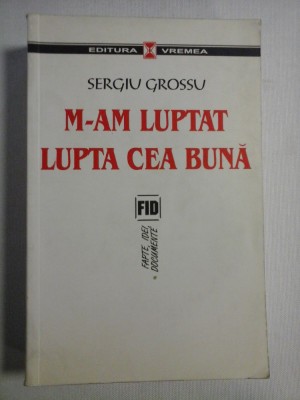 EDITURA VREMEA
SERGIU GROSSU
M-AM LUPTAT
LUPTA CEA BUNĂ
FID
FAPTE, IDEI,
DOCUMENTE